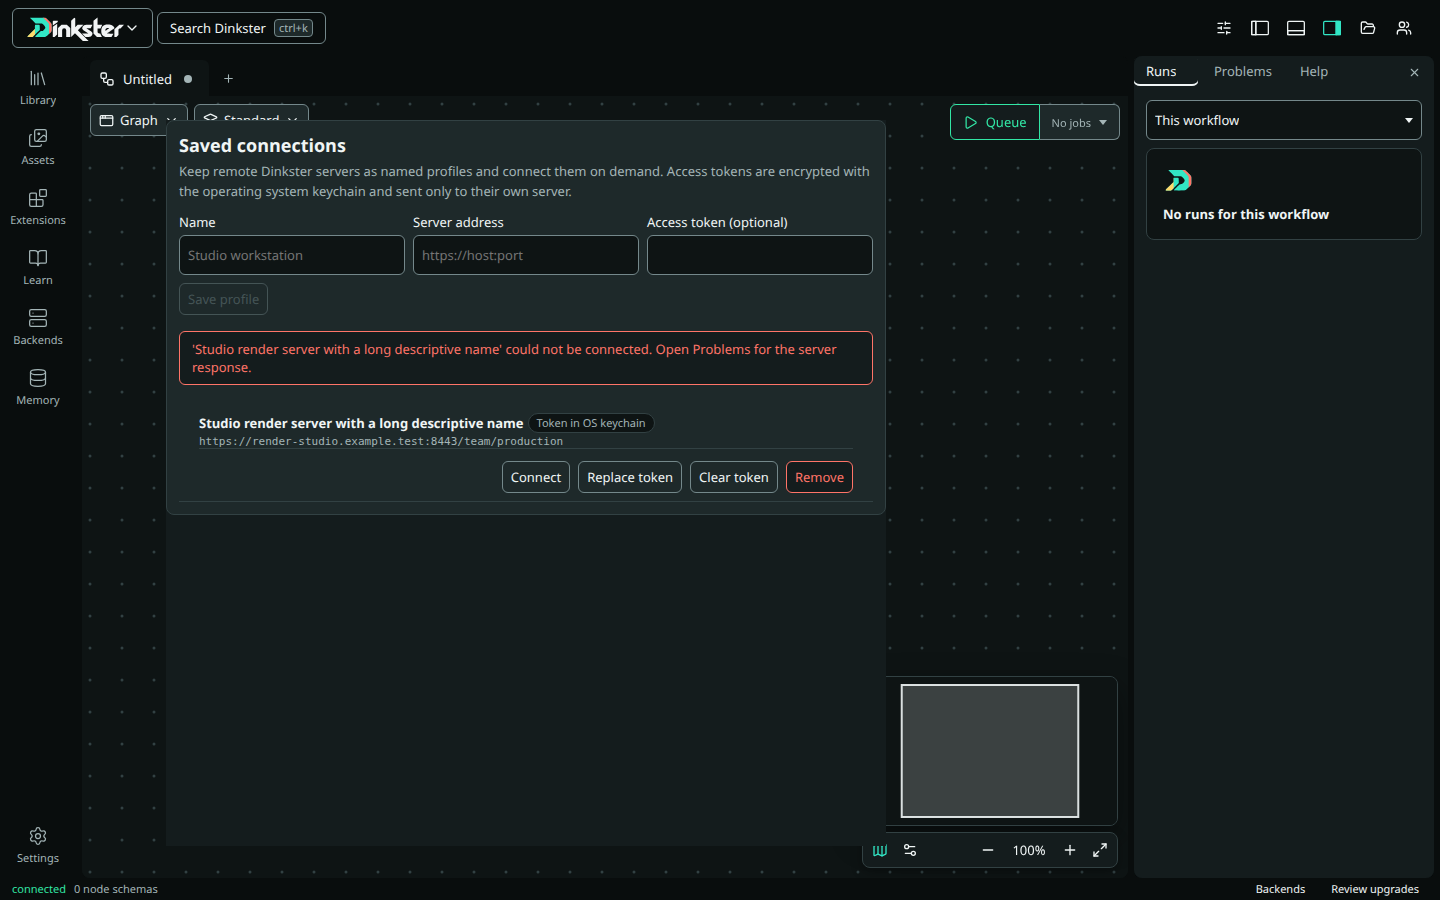 Dinkster
Search Dinkster ctrl+k
Library
Assets
Extensions
Learn
Backends
Memory
Settings
Untitled
Graph
Standard
Queue
No jobs
Saved connections
Keep remote Dinkster servers as named profiles and connect them on demand. Access tokens are encrypted with
the operating system keychain and sent only to their own server.
Name
Server address
Access token (optional)
Studio workstation
https://host:port
Save profile
'Studio render server with a long descriptive name' could not be connected. Open Problems for the server
response.
Studio render server with a long descriptive name Token in OS keychain
https://render-studio.example.test:8443/team/production
Connect Replace token Clear token Remove
100%
Runs Problems Help
This workflow
No runs for this workflow
connected 0 node schemas
Backends Review upgrades